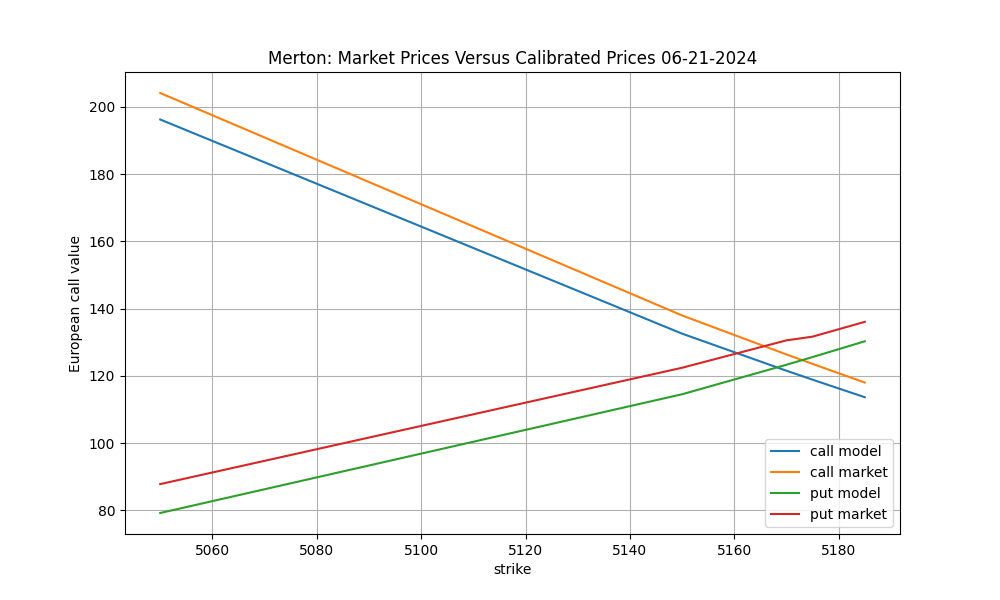 Merton: Market Prices Versus Calibrated Prices 06-21-2024
European call value
200
180
160
140
120
100
80
5060
5080
5100
5120
5140
5160
5180
strike
call model
call market
put model
put market